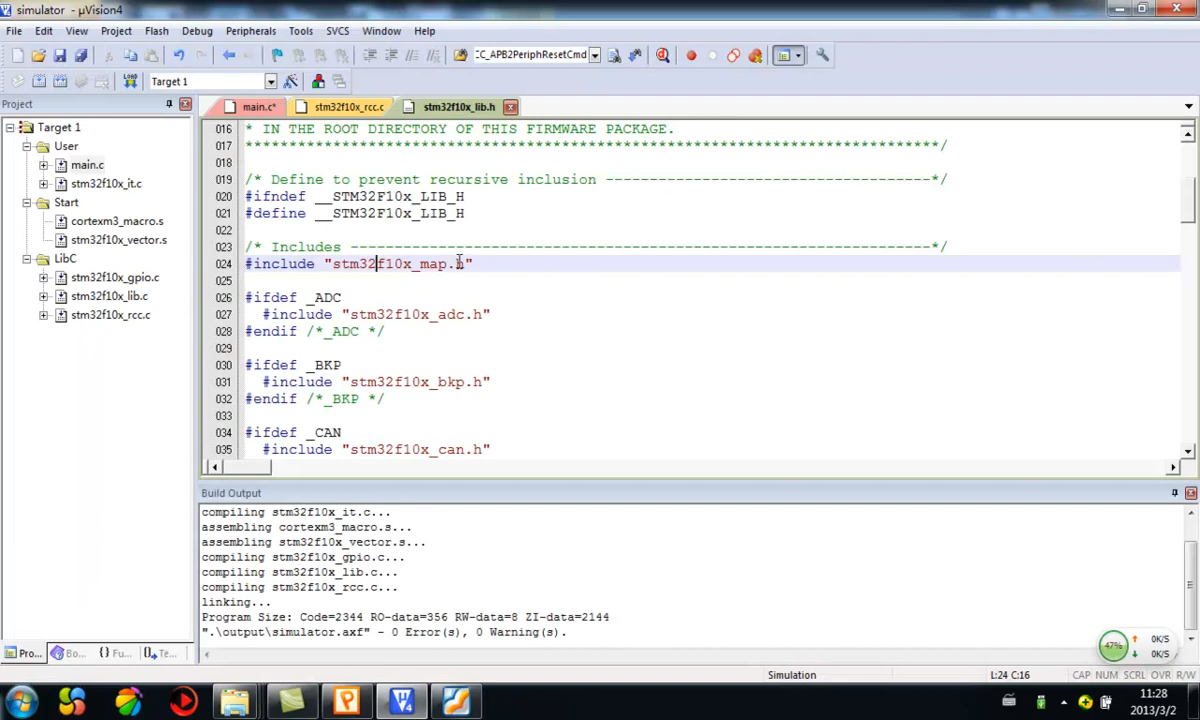 simulator - µVision4
File Edit View Project Flash Debug Peripherals Tools SVCS Window Help
CC_APB2PeriphResetCmd
LOAD Target 1
Project
main.c* stm32f10x_rcc.c stm32f10x_lib.h
Target 1
User
main.c
stm32f10x_it.c
Start
cortexm3_macro.s
stm32f10x_vector.s
LibC
stm32f10x_gpio.c
stm32f10x_lib.c
stm32f10x_rcc.c
016 * IN THE ROOT DIRECTORY OF THIS FIRMWARE PACKAGE.
017 *******************************************************************************/
018
019 /* Define to prevent recursive inclusion -------------------------------------*/
020 #ifndef __STM32F10x_LIB_H
021 #define __STM32F10x_LIB_H
022
023 /* Includes ------------------------------------------------------------------*/
024 #include "stm32f10x_map.h"
025
026 #ifdef _ADC
027 #include "stm32f10x_adc.h"
028 #endif /*_ADC */
029
030 #ifdef _BKP
031 #include "stm32f10x_bkp.h"
032 #endif /*_BKP */
033
034 #ifdef _CAN
035 #include "stm32f10x_can.h"
Pro... Bo... {} Fu... Te...
Build Output
compiling stm32f10x_it.c...
assembling cortexm3_macro.s...
assembling stm32f10x_vector.s...
compiling stm32f10x_gpio.c...
compiling stm32f10x_lib.c...
compiling stm32f10x_rcc.c...
linking...
Program Size: Code=2344 RO-data=356 RW-data=8 ZI-data=2144
".\output\simulator.axf" - 0 Error(s), 0 Warning(s).
47% 0K/S
0K/S
Simulation L:24 C:16 CAP NUM SCRL OVR R/W
11:28
2013/3/2